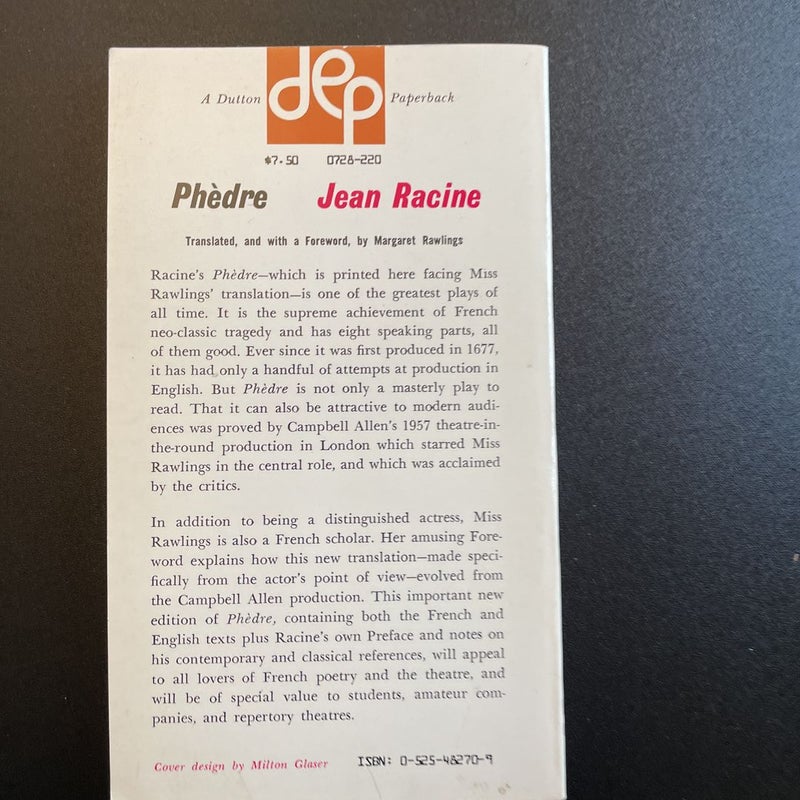 A Dutton dep Paperback
$7.50 0728-220
Phèdre Jean Racine
Translated, and with a Foreword, by Margaret Rawlings
Racine's Phèdre—which is printed here facing Miss
Rawlings' translation—is one of the greatest plays of
all time. It is the supreme achievement of French
neo-classic tragedy and has eight speaking parts, all
of them good. Ever since it was first produced in 1677,
it has had only a handful of attempts at production in
English. But Phèdre is not only a masterly play to
read. That it can also be attractive to modern audi-
ences was proved by Campbell Allen's 1957 theatre-in-
the-round production in London which starred Miss
Rawlings in the central role, and which was acclaimed
by the critics.
In addition to being a distinguished actress, Miss
Rawlings is also a French scholar. Her amusing Fore-
word explains how this new translation—made speci-
fically from the actor's point of view—evolved from
the Campbell Allen production. This important new
edition of Phèdre, containing both the French and
English texts plus Racine's own Preface and notes on
his contemporary and classical references, will appeal
to all lovers of French poetry and the theatre, and
will be of special value to students, amateur com-
panies, and repertory theatres.
Cover design by Milton Glaser ISBN: 0-525-48270-9